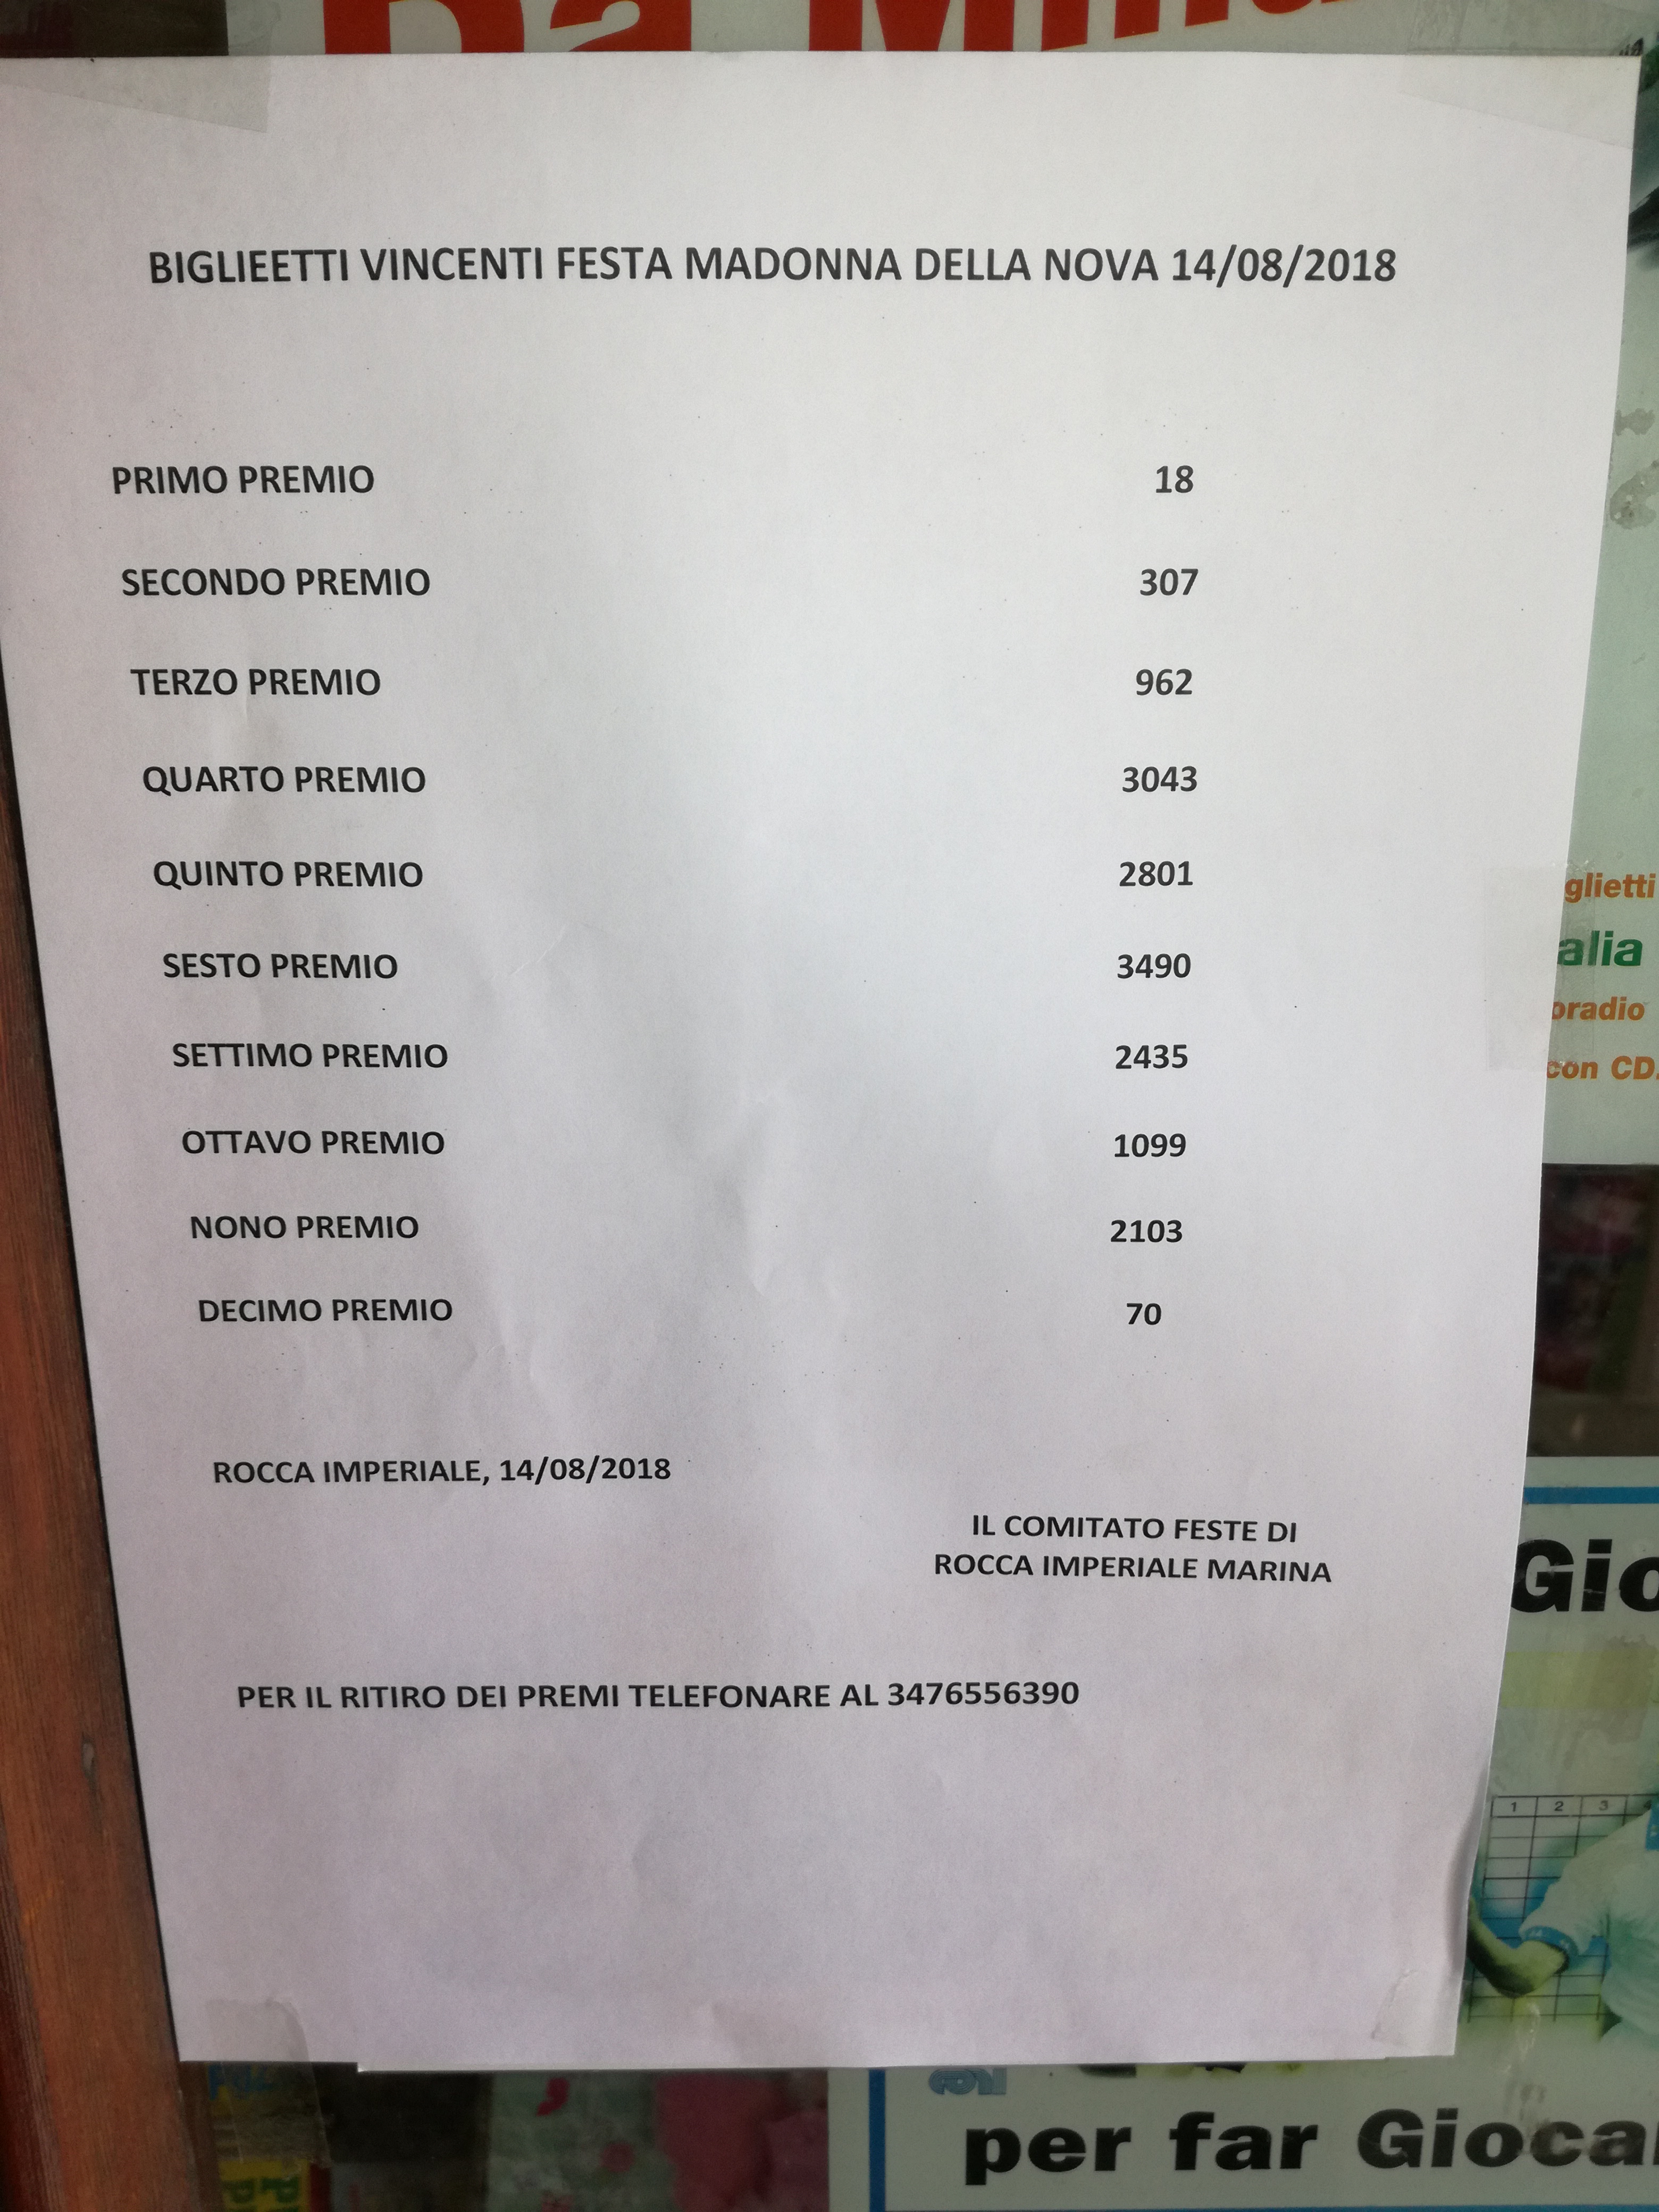 BIGLIEETTI VINCENTI FESTA MADONNA DELLA NOVA 14/08/2018
PRIMO PREMIO 18
SECONDO PREMIO 307
TERZO PREMIO 962
QUARTO PREMIO 3043
QUINTO PREMIO 2801
SESTO PREMIO 3490
SETTIMO PREMIO 2435
OTTAVO PREMIO 1099
NONO PREMIO 2103
DECIMO PREMIO 70
ROCCA IMPERIALE, 14/08/2018
IL COMITATO FESTE DI
ROCCA IMPERIALE MARINA
PER IL RITIRO DEI PREMI TELEFONARE AL 3476556390
glietti
alia
oradio
con CD.
Gio
1 2 3
per far Gioca